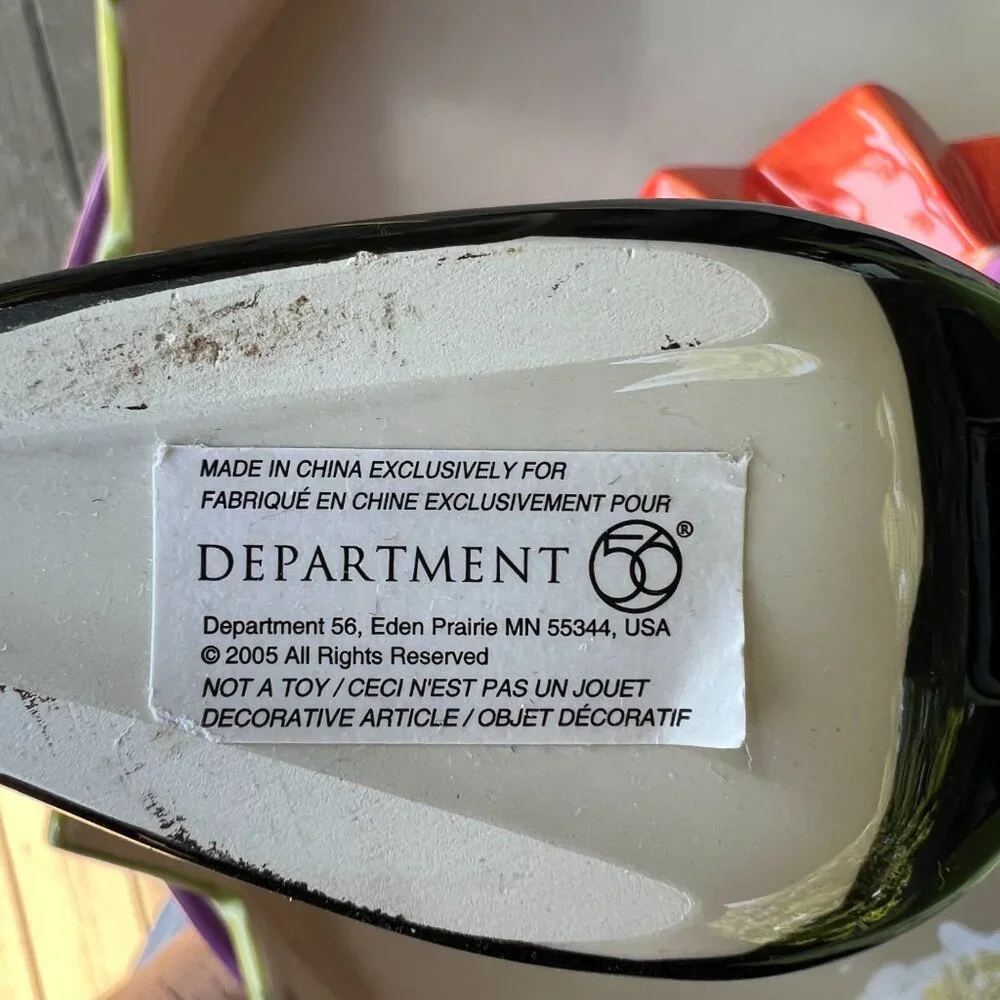 MADE IN CHINA EXCLUSIVELY FOR
FABRIQUÉ EN CHINE EXCLUSIVEMENT POUR
DEPARTMENT 56®
Department 56, Eden Prairie MN 55344, USA
© 2005 All Rights Reserved
NOT A TOY / CECI N'EST PAS UN JOUET
DECORATIVE ARTICLE / OBJET DÉCORATIF